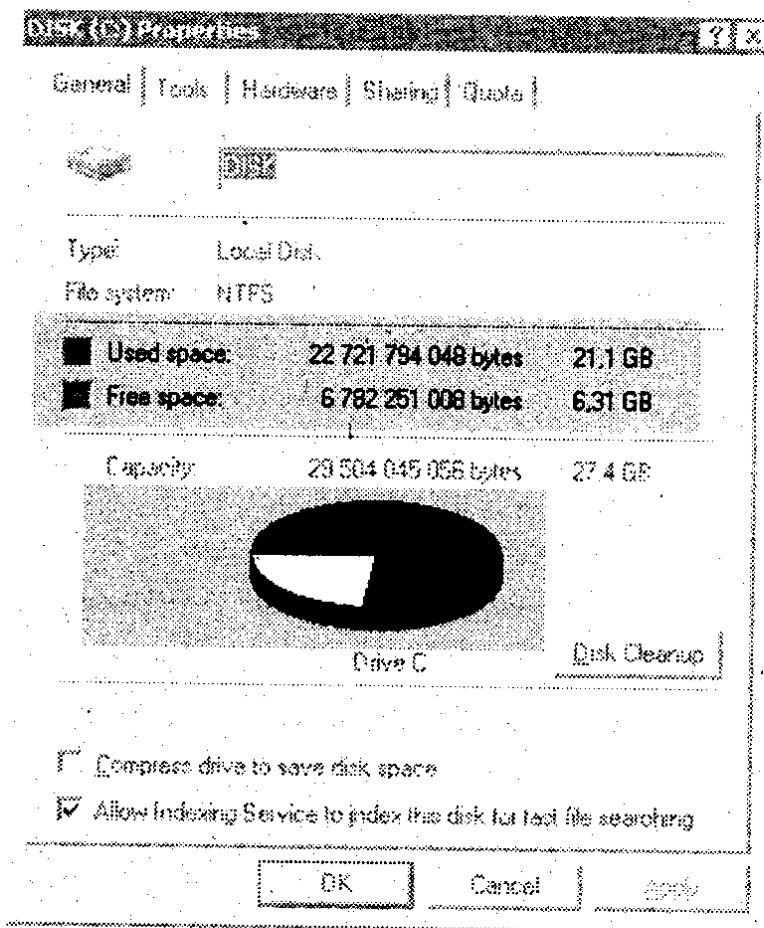 DISK (C:) Properties
General Tools Hardware Sharing Quota
DISK
Type: Local Disk
File system: NTFS
Used space: 22 721 794 048 bytes 21,1 GB
Free space: 6 782 251 008 bytes 6,31 GB
Capacity: 29 504 045 056 bytes 27,4 GB
Drive C
Disk Cleanup
Compress drive to save disk space
Allow Indexing Service to index this disk for fast file searching
OK Cancel Apply